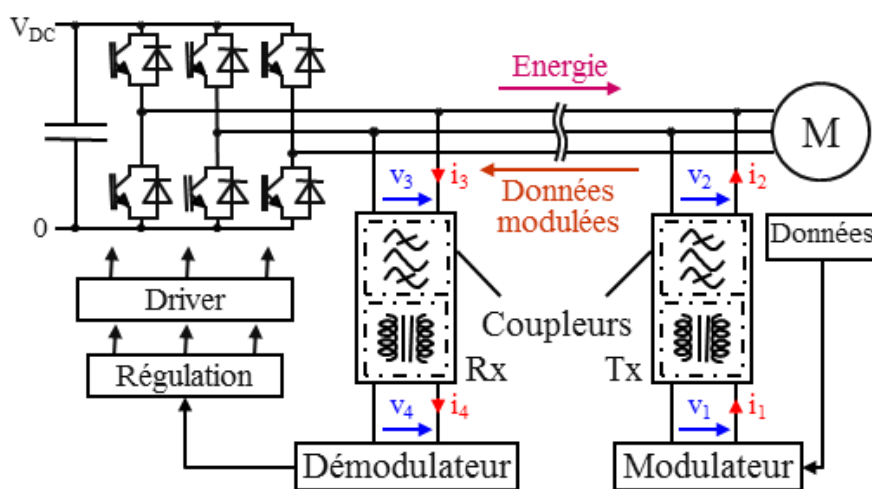 VDC
Energie
M
v3
i3
Données
modulées
v2
i2
0
Données
Driver
Coupleurs
Régulation
Rx
Tx
v4
i4
v1
i1
Démodulateur
Modulateur